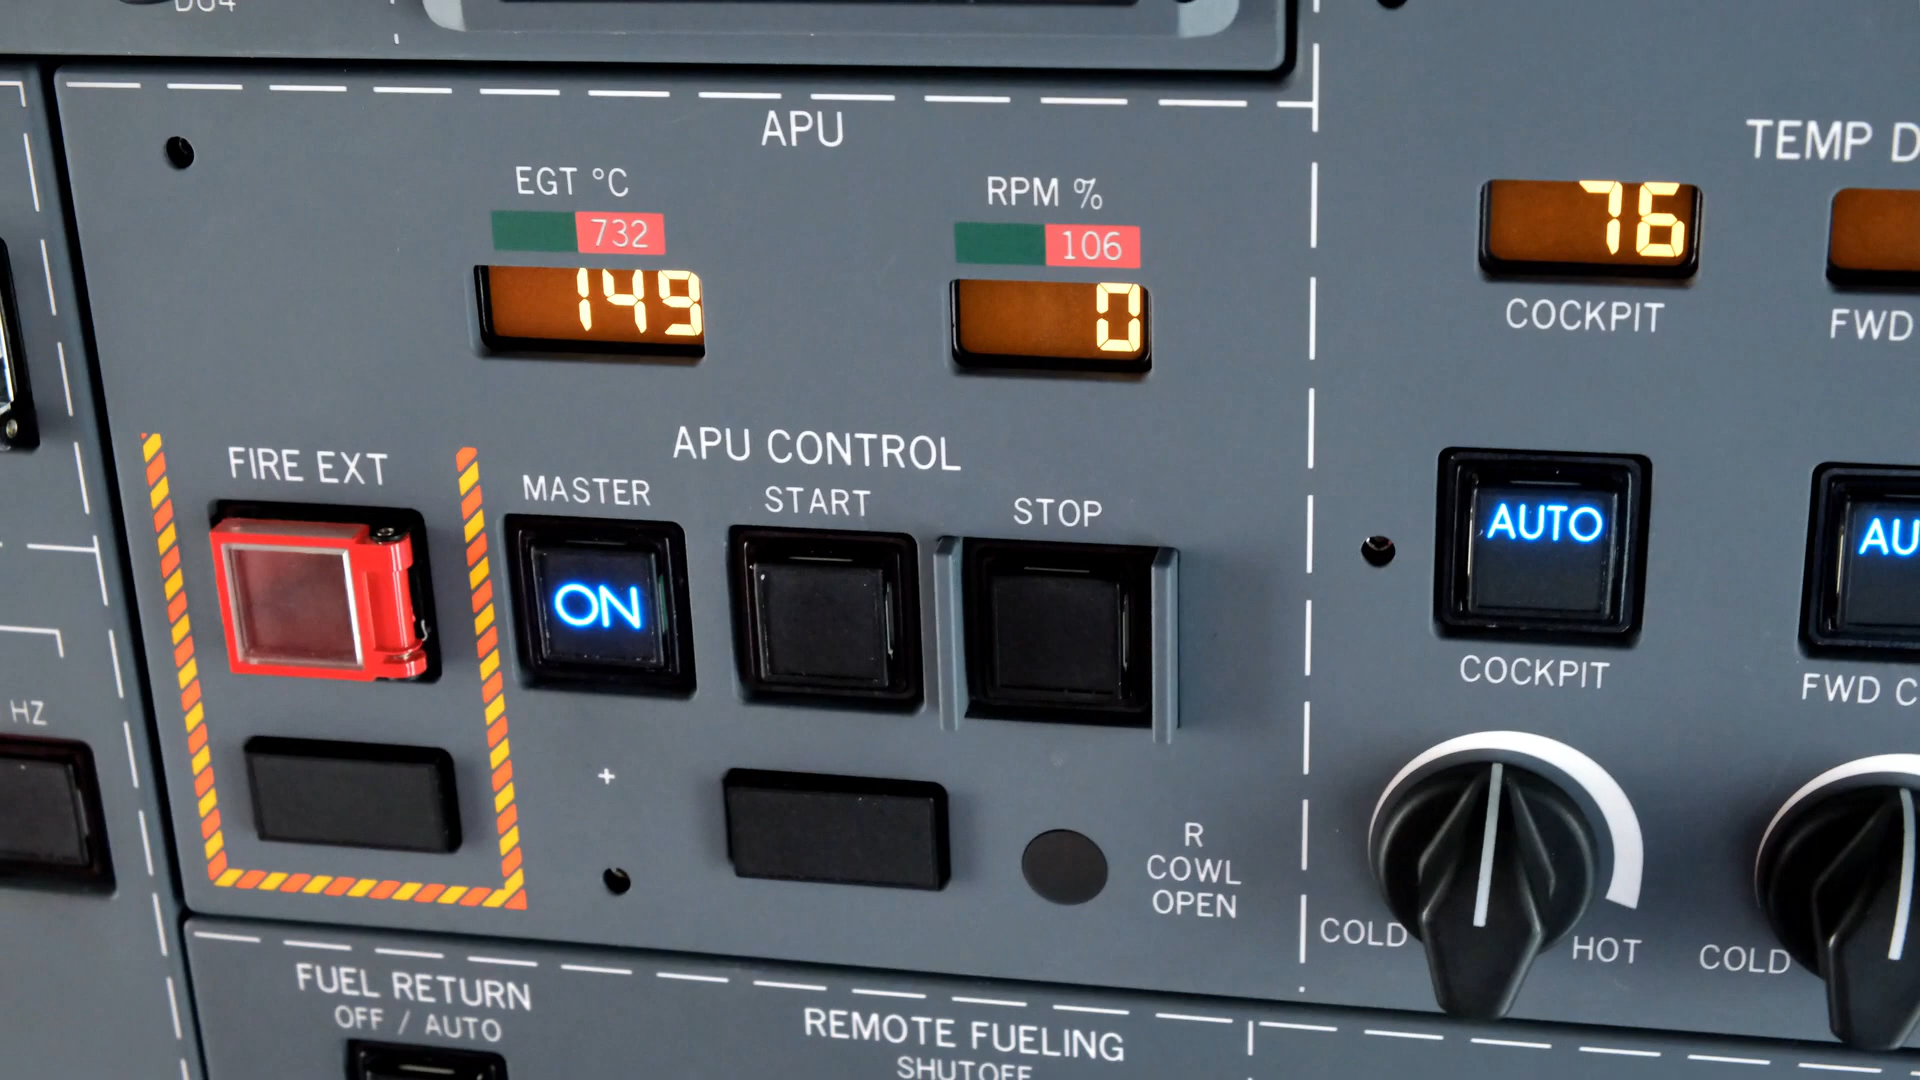 APU
TEMP D
EGT °C
RPM %
732
106
149
0
76
COCKPIT
FWD
APU CONTROL
FIRE EXT
MASTER
START
STOP
ON
AUTO
AU
COCKPIT
FWD C
HZ
R
COWL
OPEN
COLD
HOT
COLD
FUEL RETURN
OFF / AUTO
REMOTE FUELING
SHUTOFF